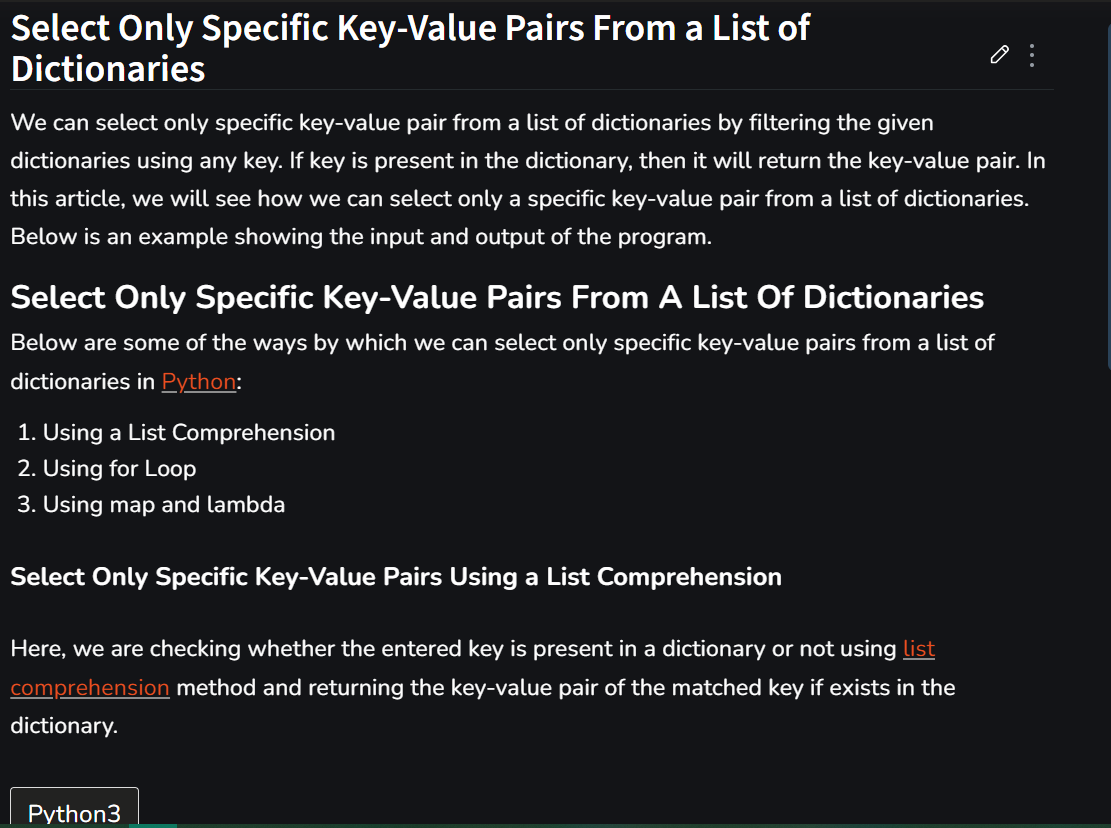 Select Only Specific Key-Value Pairs From a List of
Dictionaries
We can select only specific key-value pair from a list of dictionaries by filtering the given
dictionaries using any key. If key is present in the dictionary, then it will return the key-value pair. In
this article, we will see how we can select only a specific key-value pair from a list of dictionaries.
Below is an example showing the input and output of the program.
Select Only Specific Key-Value Pairs From A List Of Dictionaries
Below are some of the ways by which we can select only specific key-value pairs from a list of
dictionaries in Python:
1. Using a List Comprehension
2. Using for Loop
3. Using map and lambda
Select Only Specific Key-Value Pairs Using a List Comprehension
Here, we are checking whether the entered key is present in a dictionary or not using list
comprehension method and returning the key-value pair of the matched key if exists in the
dictionary.
Python3